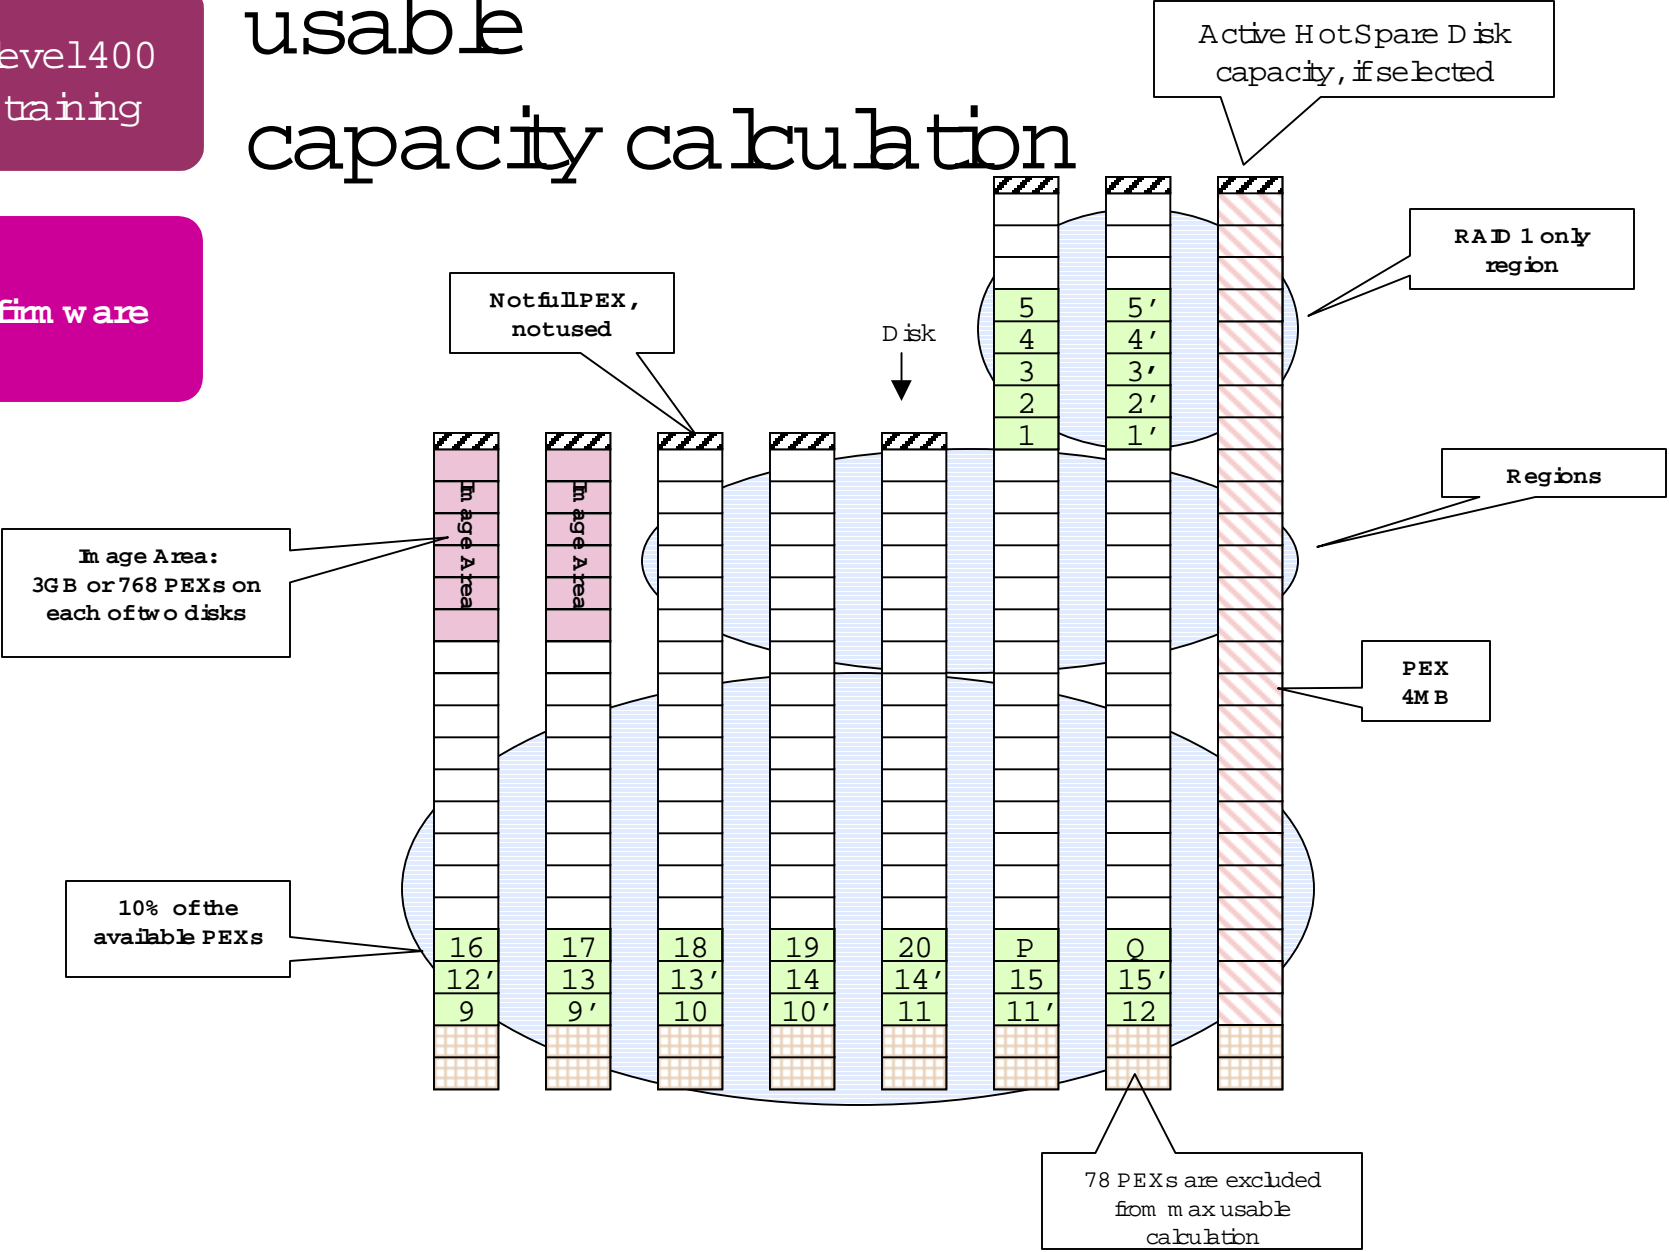 usable
capacity calculation
evel 400
training
firmware
Active Hot Spare Disk
capacity, if selected
RAID 1 only
region
Not full PEX,
not used
Disk
Regions
Image Area:
3GB or 768 PEXs on
each of two disks
Image Area
Image Area
PEX
4MB
10% of the
available PEXs
5 5’
4 4’
3 3’
2 2’
1 1’
16 17 18 19 20 P Q
12’ 13 13’ 14 14’ 15 15’
9 9’ 10 10’ 11 11’ 12
78 PEXs are excluded
from max usable
calculation